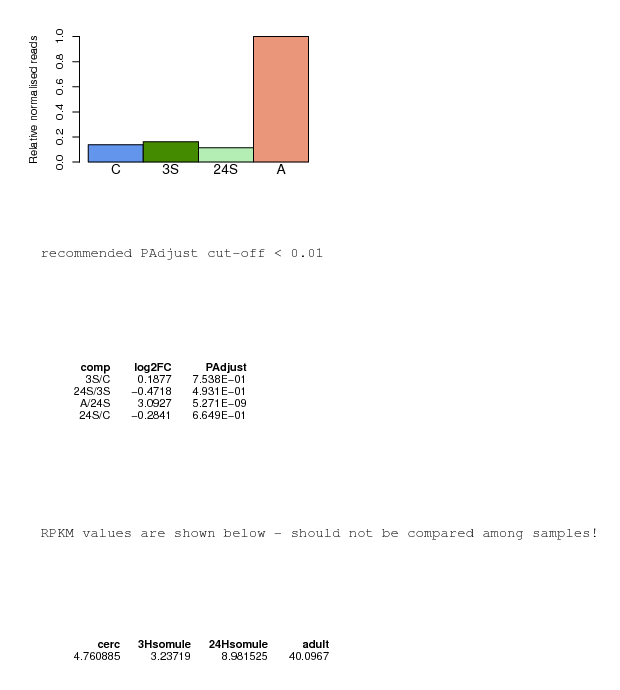 Relative normalised reads
1.0
0.8
0.6
0.4
0.2
0.0
C 3S 24S A
recommended PAdjust cut-off < 0.01
comp log2FC PAdjust
3S/C 0.1877 7.538E-01
24S/3S -0.4718 4.931E-01
A/24S 3.0927 5.271E-09
24S/C -0.2841 6.649E-01
RPKM values are shown below - should not be compared among samples!
cerc 3Hsomule 24Hsomule adult
4.760885 3.23719 8.981525 40.0967